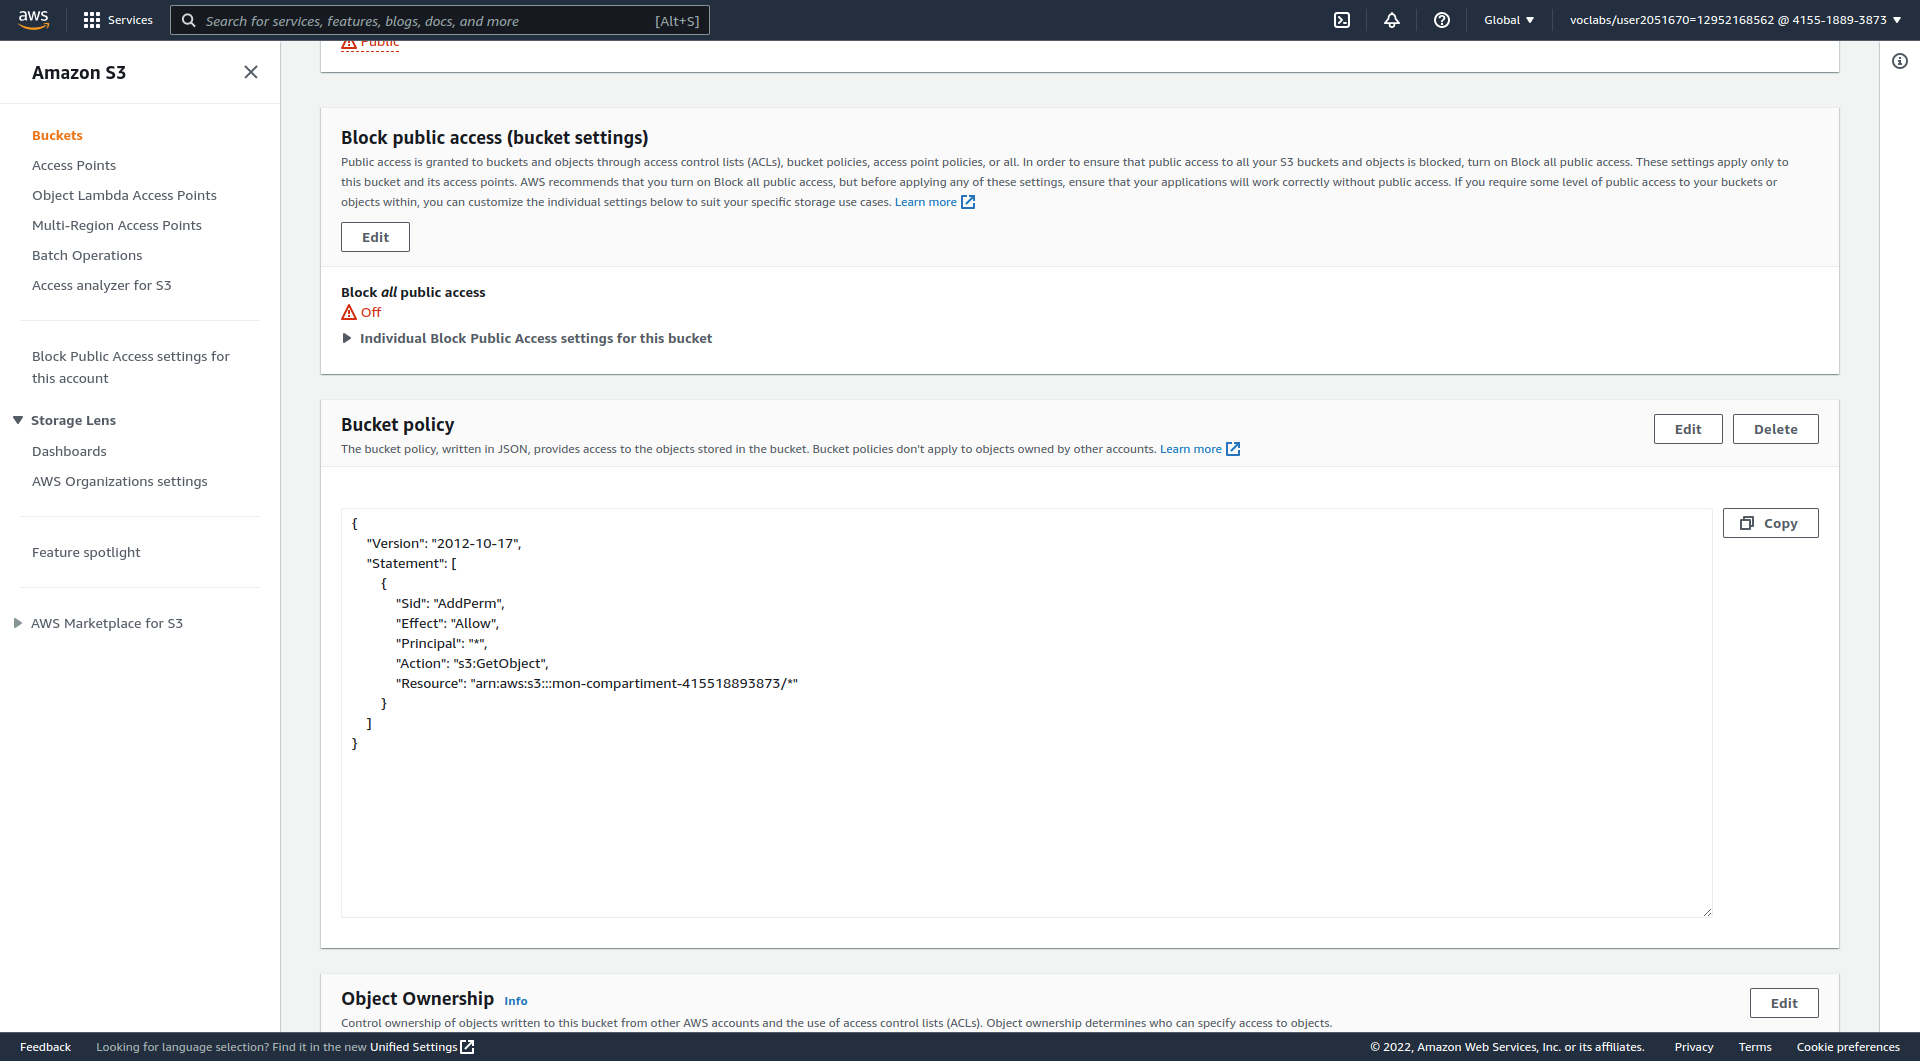 aws
Services
Search for services, features, blogs, docs, and more
[Alt+S]
Global
voclabs/user2051670=12952168562 @ 4155-1889-3873
Amazon S3
Buckets
Access Points
Object Lambda Access Points
Multi-Region Access Points
Batch Operations
Access analyzer for S3
Block Public Access settings for
this account
Storage Lens
Dashboards
AWS Organizations settings
Feature spotlight
AWS Marketplace for S3
Public
Block public access (bucket settings)
Public access is granted to buckets and objects through access control lists (ACLs), bucket policies, access point policies, or all. In order to ensure that public access to all your S3 buckets and objects is blocked, turn on Block all public access. These settings apply only to
this bucket and its access points. AWS recommends that you turn on Block all public access, but before applying any of these settings, ensure that your applications will work correctly without public access. If you require some level of public access to your buckets or
objects within, you can customize the individual settings below to suit your specific storage use cases. Learn more
Edit
Block all public access
Off
Individual Block Public Access settings for this bucket
Bucket policy
The bucket policy, written in JSON, provides access to the objects stored in the bucket. Bucket policies don't apply to objects owned by other accounts. Learn more
Edit
Delete
Copy
{
"Version": "2012-10-17",
"Statement": [
{
"Sid": "AddPerm",
"Effect": "Allow",
"Principal": "*",
"Action": "s3:GetObject",
"Resource": "arn:aws:s3:::mon-compartiment-415518893873/*"
}
]
}
Object Ownership Info
Edit
Control ownership of objects written to this bucket from other AWS accounts and the use of access control lists (ACLs). Object ownership determines who can specify access to objects.
Feedback
Looking for language selection? Find it in the new Unified Settings
© 2022, Amazon Web Services, Inc. or its affiliates.
Privacy
Terms
Cookie preferences